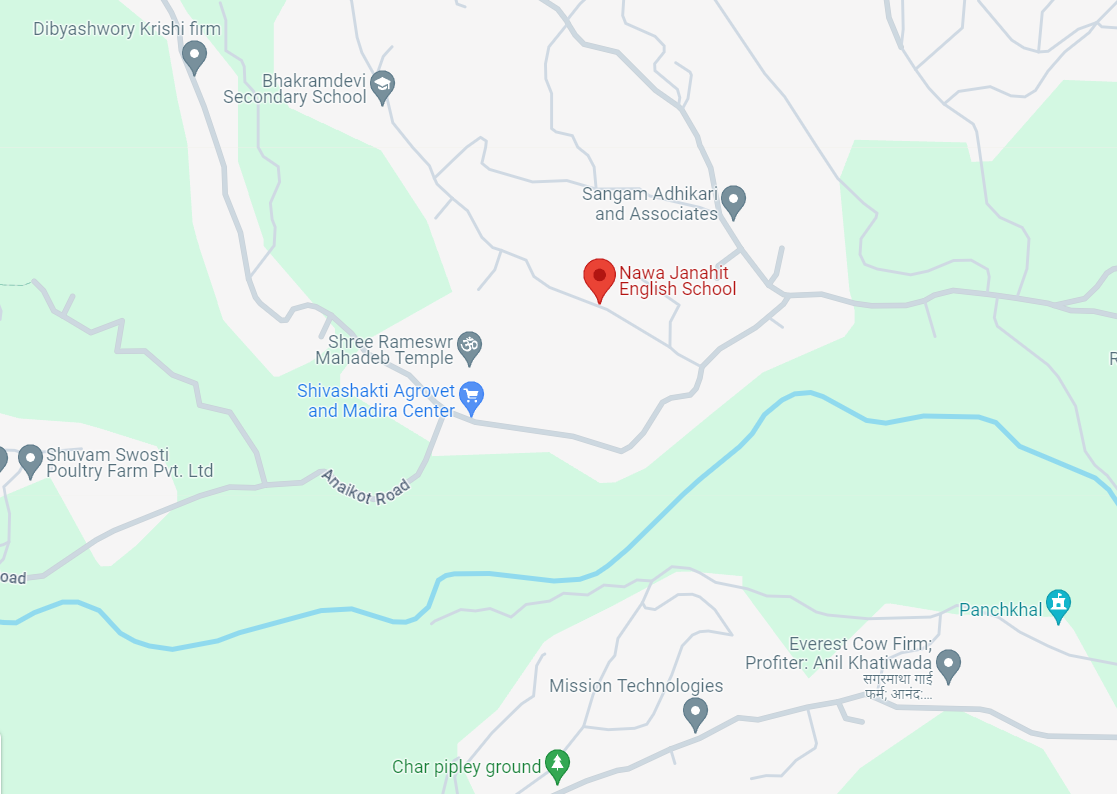 Dibyashwory Krishi firm
Bhakramdevi
Secondary School
Sangam Adhikari
and Associates
Nawa Janahit
English School
Shree Rameswr
Mahadeb Temple
Shivashakti Agrovet
and Madira Center
R
Shuvam Swosti
Poultry Farm Pvt. Ltd
Anaikot Road
oad
Panchkhal
Everest Cow Firm;
Profiter: Anil Khatiwada
सगरमाथा गाई
फर्म; आनंद:...
Mission Technologies
Char pipley ground